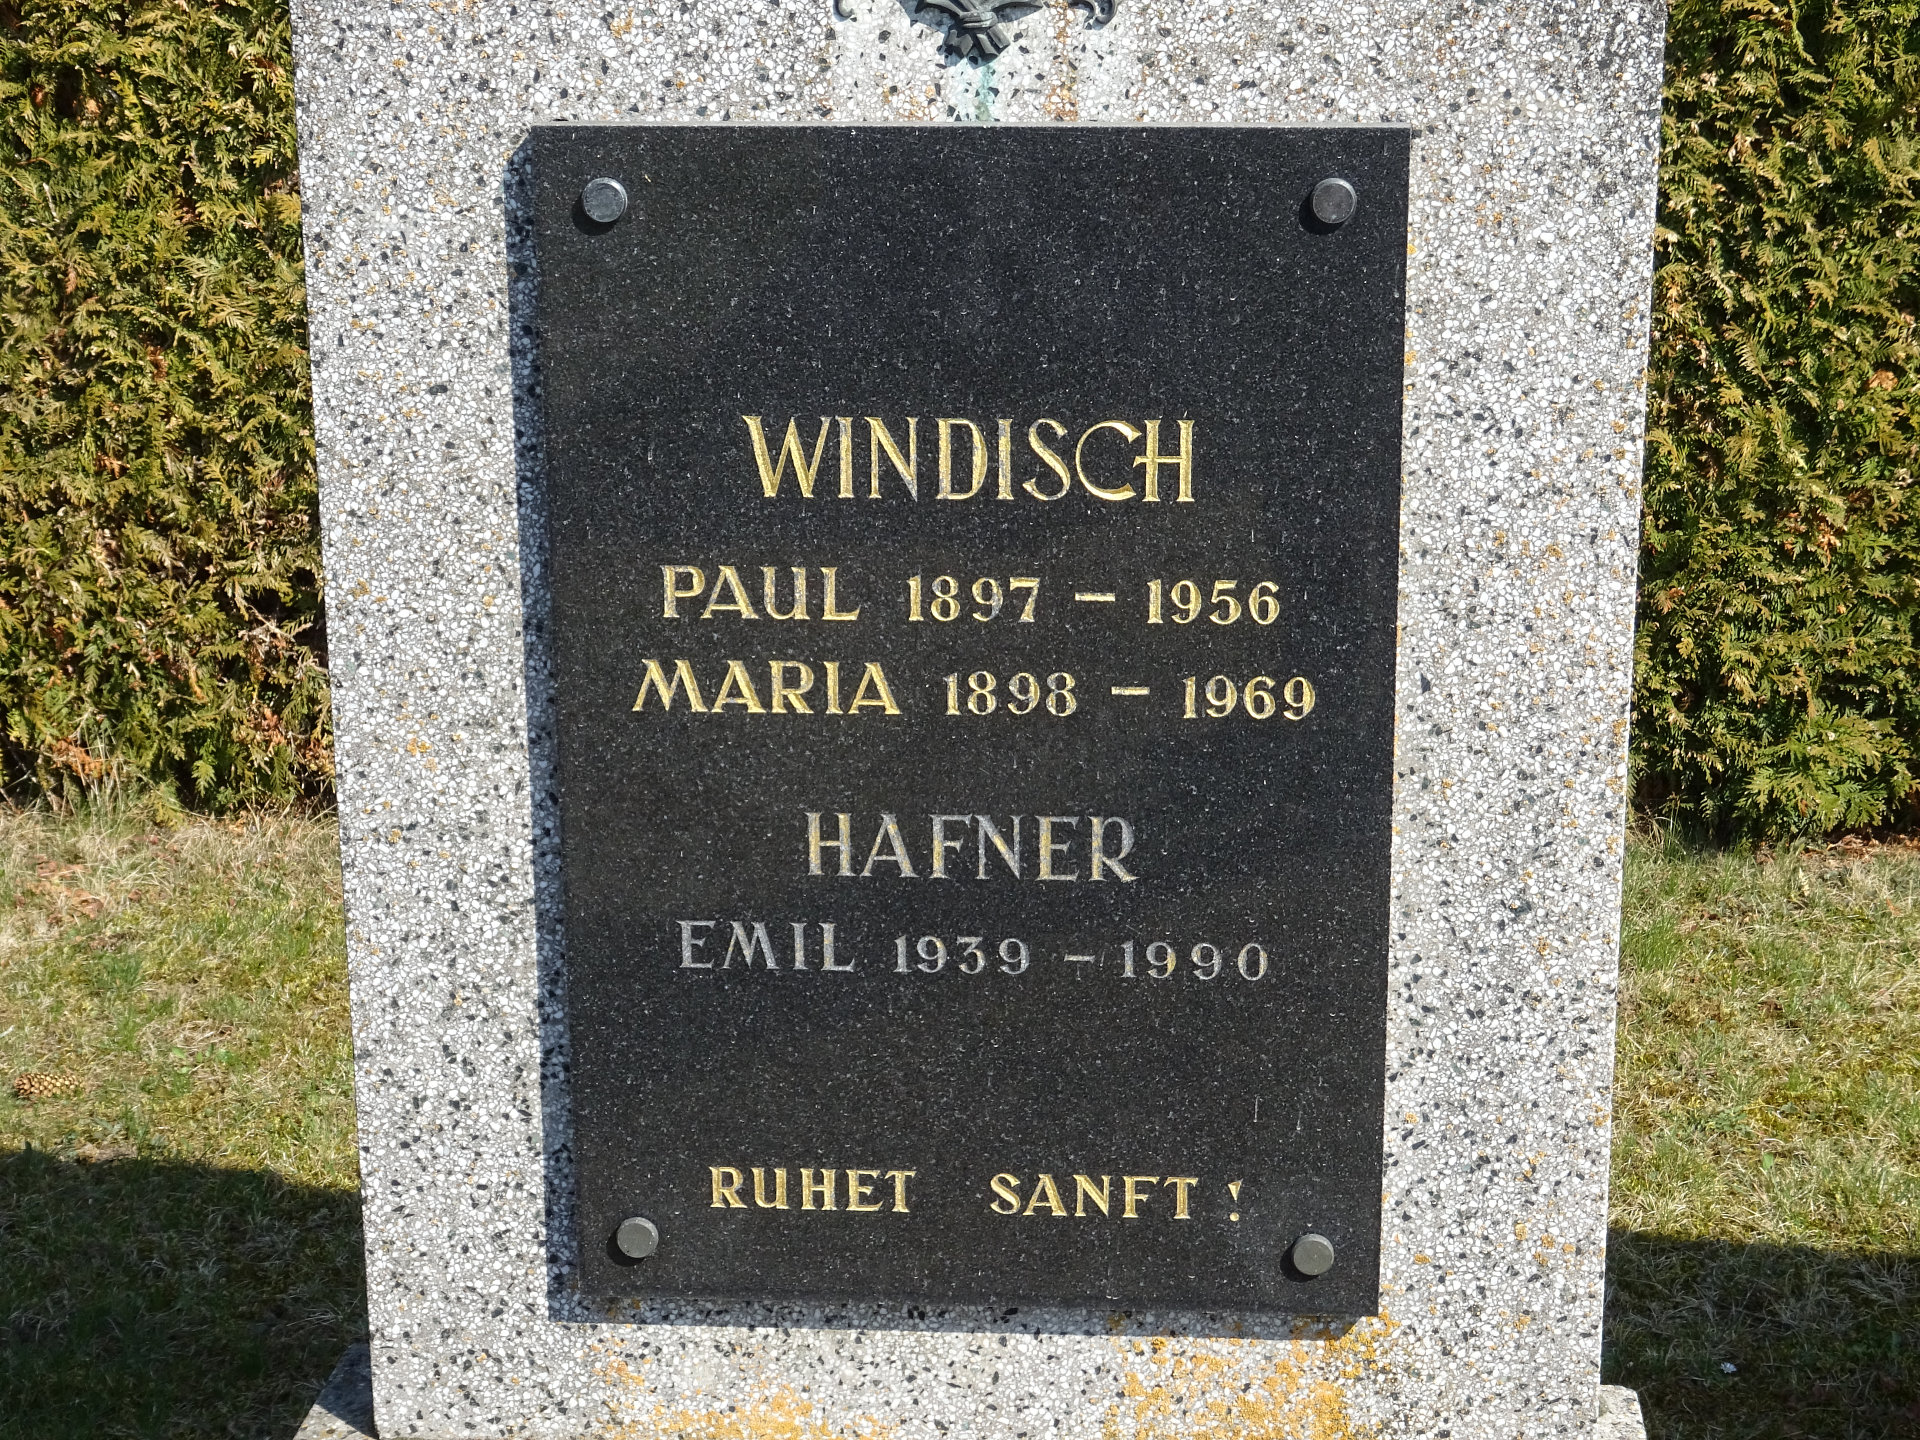 WINDISCH
PAUL 1897 – 1956
MARIA 1898 – 1969
HAFNER
EMIL 1939 – 1990
RUHET SANFT !